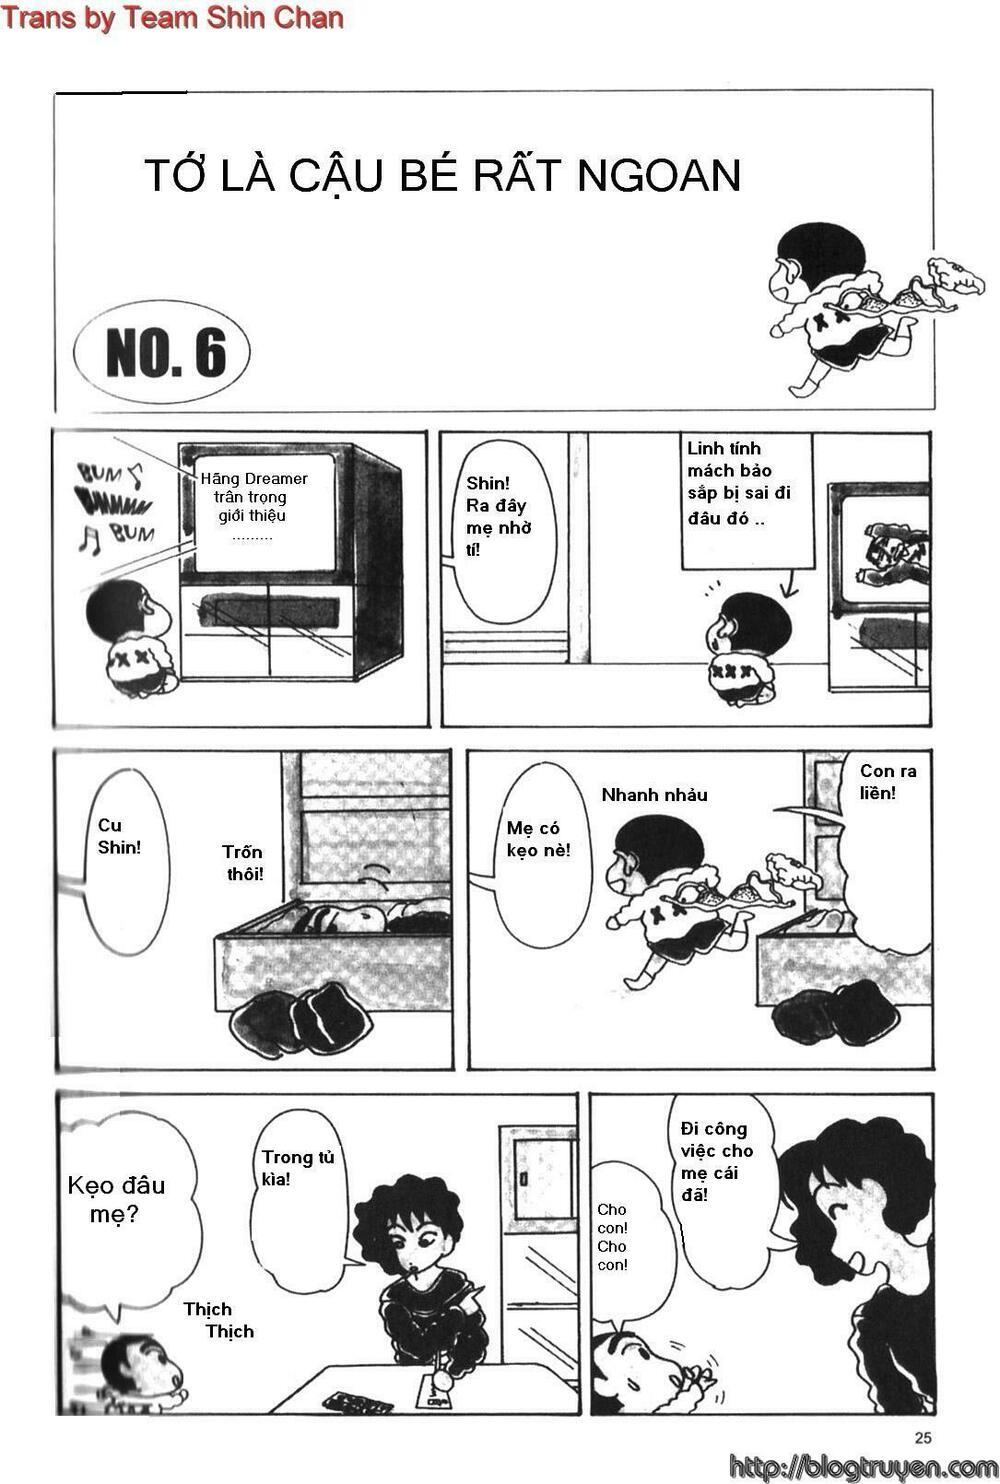 Trans by Team Shin Chan
TỚ LÀ CẬU BÉ RẤT NGOAN
NO. 6
BUM
BUMMMM
BUM
Hãng Dreamer
trân trọng
giới thiệu
.........
Shin!
Ra đây
mẹ nhờ
tí!
Linh tính
mách bảo
sắp bị sai đi
đâu đó ..
Cu
Shin!
Trốn
thôi!
Mẹ có
kẹo nè!
Nhanh nhảu
Con ra
liền!
Kẹo đâu
mẹ?
Thịch
Thịch
Trong tủ
kìa!
Cho
con!
Cho
con!
Đi công
việc cho
mẹ cái
đã!
25
http://blogtruyen.com